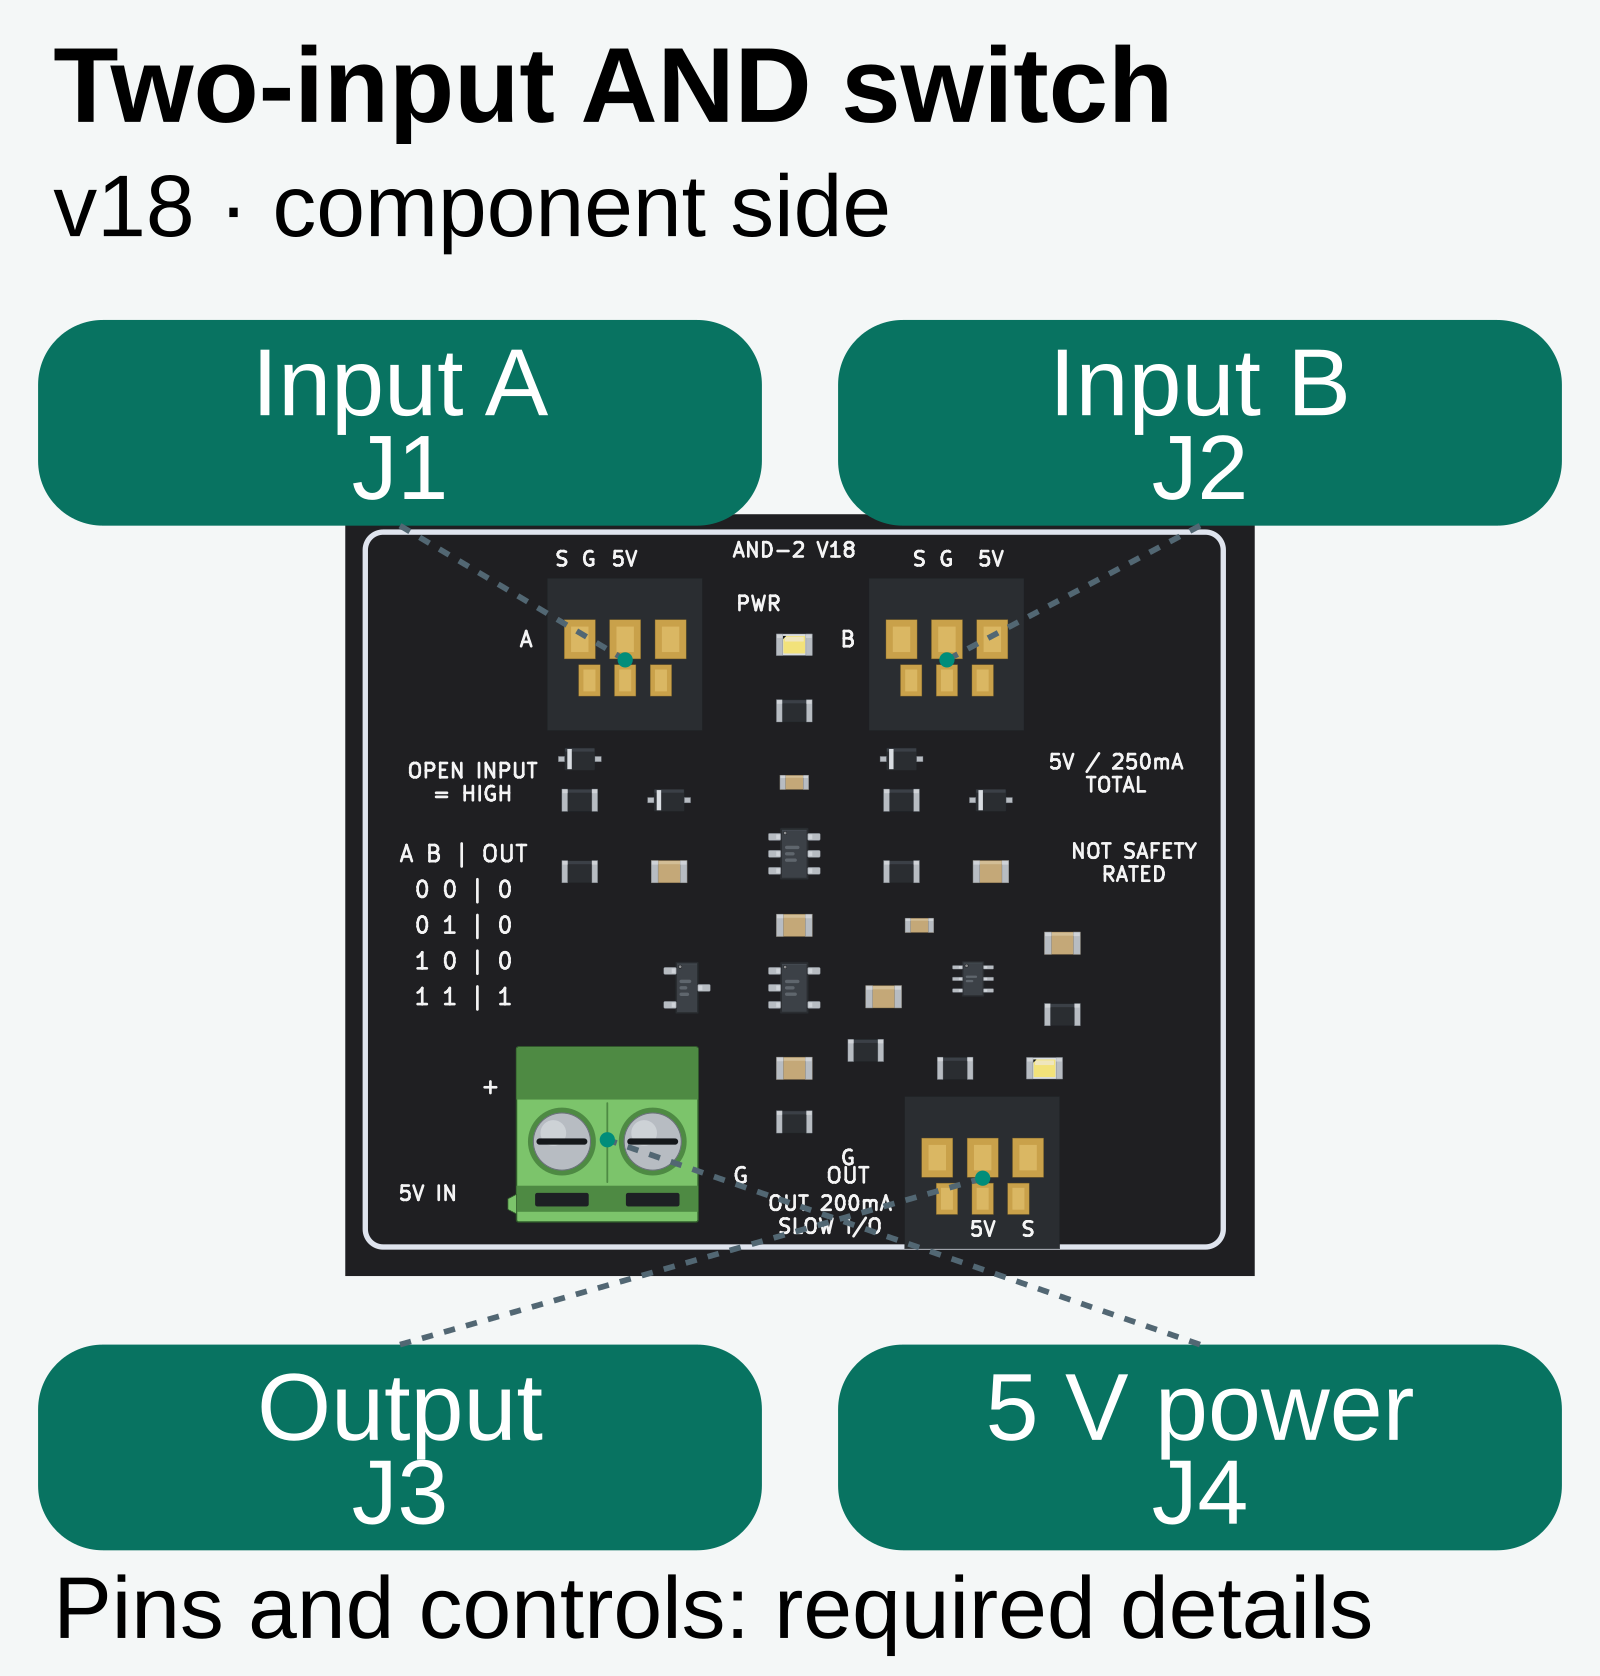 Two-input AND switch
v18 · component side
Input A
J1
Input B
J2
AND-2 V18
S G 5V
S G 5V
PWR
A
B
OPEN INPUT
= HIGH
5V / 250mA
TOTAL
A B | OUT
0 0 | 0
0 1 | 0
1 0 | 0
1 1 | 1
NOT SAFETY
RATED
+
5V IN
G
G
OUT
OUT 200mA
SLOW I/O
5V S
Output
J3
5 V power
J4
Pins and controls: required details